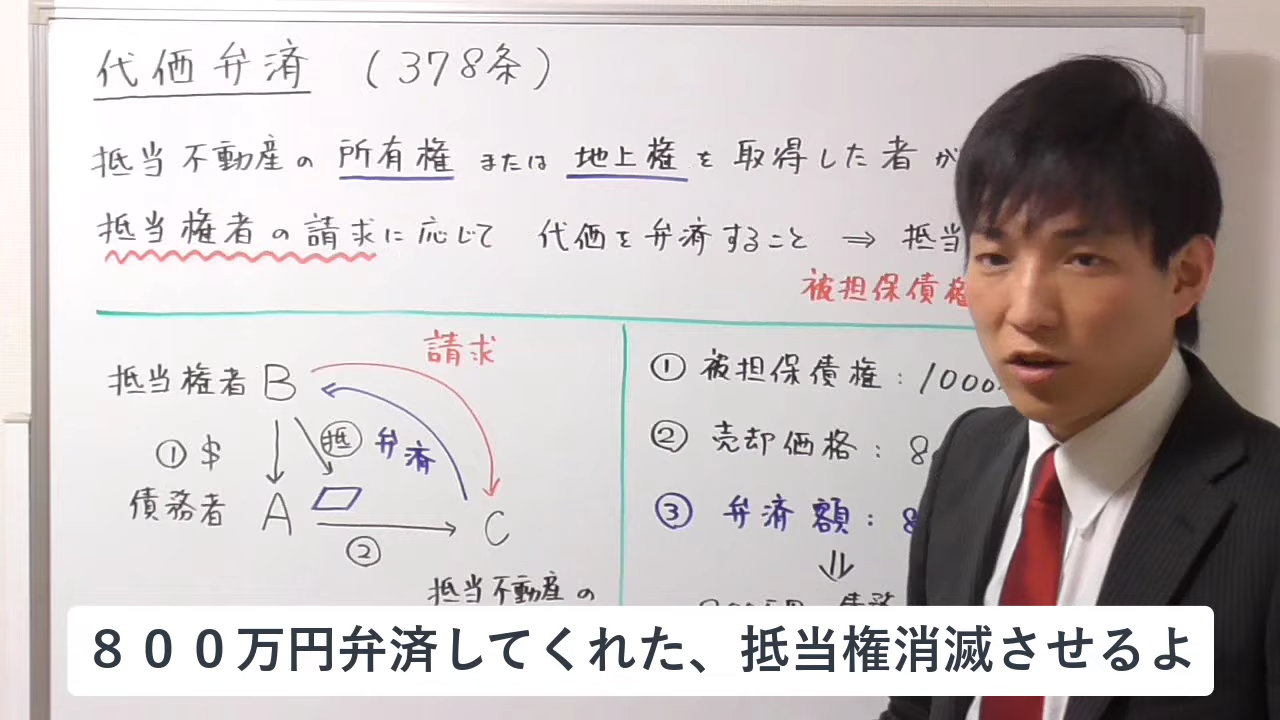 代価弁済 (378条)
抵当不動産の所有権または地上権を取得した者が
抵当権者の請求に応じて 代価を弁済すること ⇒ 抵当
被担保債権
請求
抵当権者 B
抵
弁済
①$
債務者 A
C
②
抵当不動産の
① 被担保債権: 1000
② 売却価格: 8
③ 弁済額: 8
⇓
800万円弁済してくれた、抵当権消滅させるよ